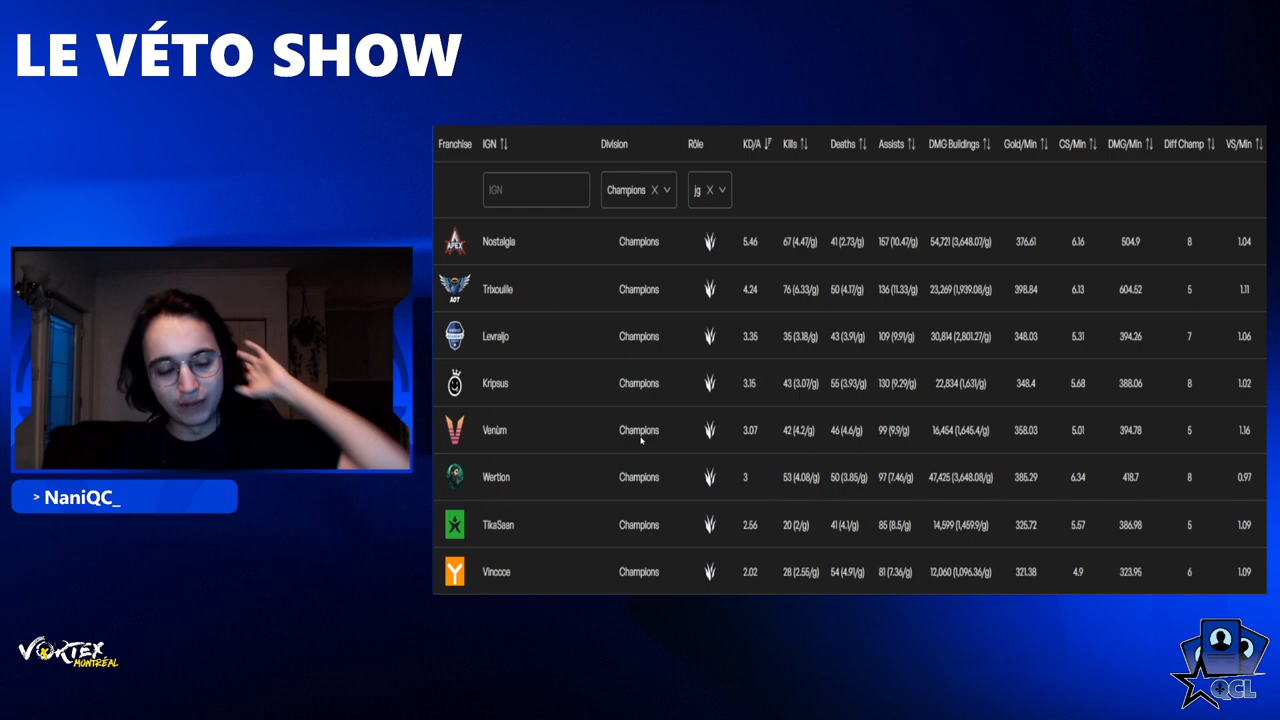 LE VÉTO SHOW
Franchise IGN Division Rôle KD/A Kills Deaths Assists DMG Buildings Gold/Min CS/Min DMG/Min Diff Champ VS/Min
IGN Champions X jg X
APEX Nostalgia Champions 5.46 67 (4.47/g) 41 (2.73/g) 157 (10.47/g) 54,721 (3,648.07/g) 376.61 6.16 504.9 8 1.04
AOT Trixouille Champions 4.24 76 (6.33/g) 50 (4.17/g) 136 (11.33/g) 23,269 (1,939.08/g) 398.84 6.13 604.52 5 1.11
Levraijo Champions 3.35 35 (3.18/g) 43 (3.91/g) 109 (9.91/g) 30,814 (2,801.27/g) 348.03 5.31 394.26 7 1.06
Kripsus Champions 3.15 43 (3.07/g) 55 (3.93/g) 130 (9.29/g) 22,834 (1,631/g) 348.4 5.68 388.06 8 1.02
Venùm Champions 3.07 42 (4.2/g) 46 (4.6/g) 99 (9.9/g) 16,454 (1,645.4/g) 358.03 5.01 394.78 5 1.16
Wertion Champions 3 53 (4.08/g) 50 (3.85/g) 97 (7.46/g) 47,425 (3,648.08/g) 385.29 6.34 418.7 8 0.97
TikaSaan Champions 2.56 20 (2/g) 41 (4.1/g) 85 (8.5/g) 14,599 (1,459.9/g) 325.72 5.57 386.98 5 1.09
Vinccce Champions 2.02 28 (2.55/g) 54 (4.91/g) 81 (7.36/g) 12,060 (1,096.36/g) 321.38 4.9 323.95 6 1.09
> NaniQC_
VORTEX
MONTRÉAL
QCL